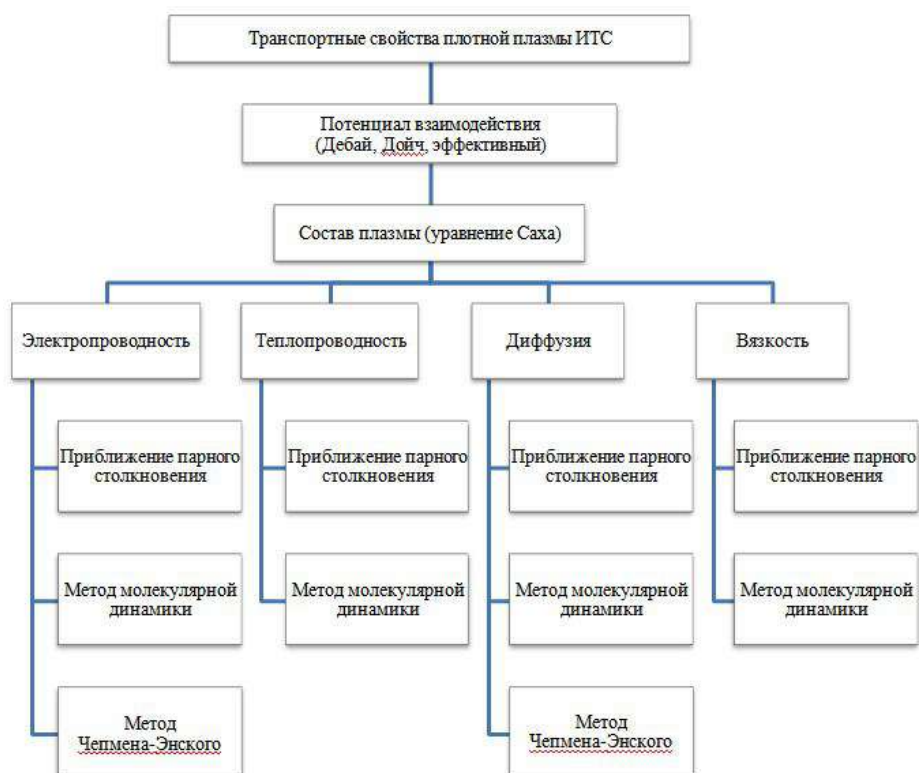 Транспортные свойства плотной плазмы ИТС
Потенциал взаимодействия
(Дебай, Дойч, эффективный)
Состав плазмы (уравнение Саха)
Электропроводность
Теплопроводность
Диффузия
Вязкость
Приближение парного
столкновения
Приближение парного
столкновения
Приближение парного
столкновения
Приближение парного
столкновения
Метод молекулярной
динамики
Метод молекулярной
динамики
Метод молекулярной
динамики
Метод молекулярной
динамики
Метод
Чепмена-Энского
Метод
Чепмена-Энского